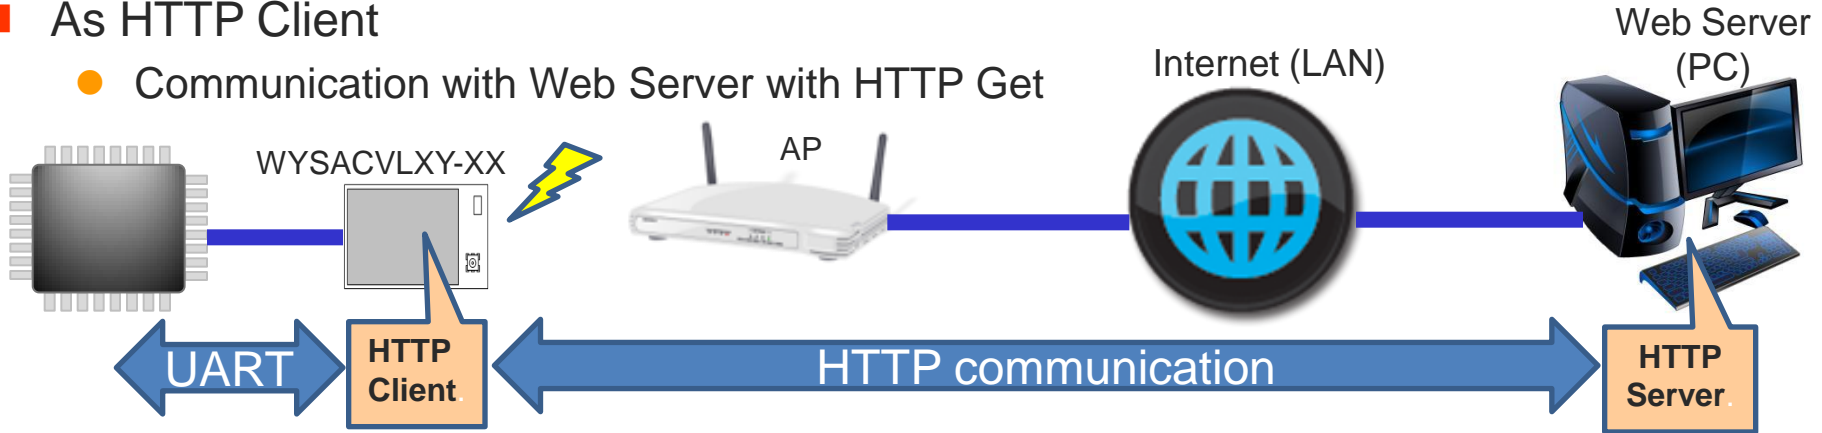 As HTTP Client
Communication with Web Server with HTTP Get
Internet (LAN)
Web Server
(PC)
WYSACVLXY-XX
AP
UART
HTTP
Client.
HTTP communication
HTTP
Server.